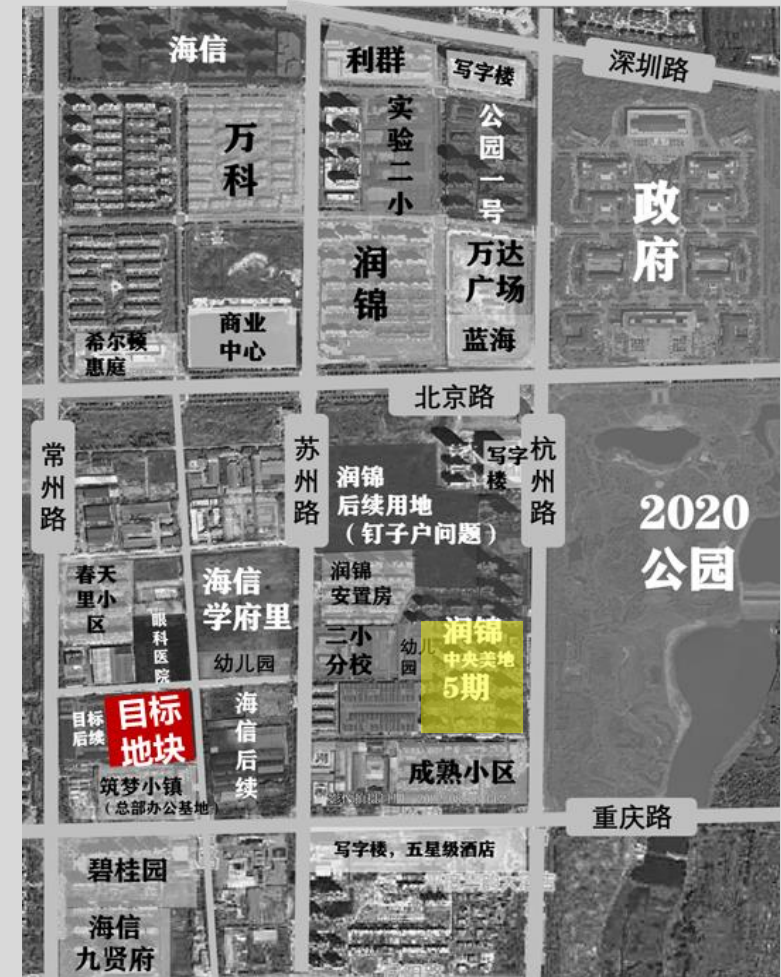 海信
利群
写字楼
深圳路
万
科
实
验
二
小
公
园
一
号
政
府
润
锦
万达
广场
蓝海
希尔顿
惠庭
商业
中心
北京路
常
州
路
苏
州
路
杭
州
路
写字
楼
润锦
后续用地
(钉子户问题)
2020
公园
春天
里小
区
眼
科
医
院
海信
学府里
幼儿园
润锦
安置房
二小
分校
幼儿
园
润锦
中央美地
5期
目标
后续
目标
地块
海
信
后
续
成熟小区
筑梦小镇
(总部办公基地)
重庆路
碧桂园
写字楼，五星级酒店
海信
九贤府